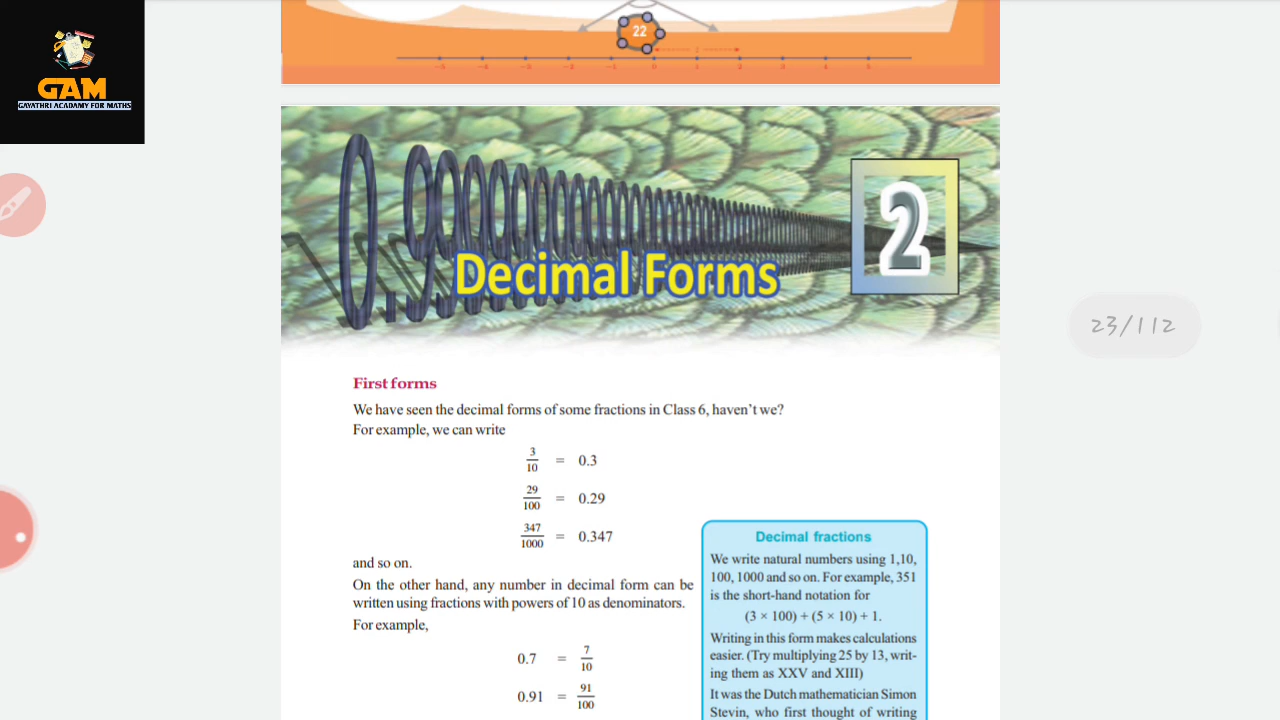 GAM
GAYATHRI ACADAMY FOR MATHS
22
2
Decimal Forms
23/112
First forms
We have seen the decimal forms of some fractions in Class 6, haven't we?
For example, we can write
3/10 = 0.3
29/100 = 0.29
347/1000 = 0.347
and so on.
On the other hand, any number in decimal form can be
written using fractions with powers of 10 as denominators.
For example,
0.7 = 7/10
0.91 = 91/100
Decimal fractions
We write natural numbers using 1,10,
100, 1000 and so on. For example, 351
is the short-hand notation for
(3 × 100) + (5 × 10) + 1.
Writing in this form makes calculations
easier. (Try multiplying 25 by 13, writ-
ing them as XXV and XIII)
It was the Dutch mathematician Simon
Stevin, who first thought of writing